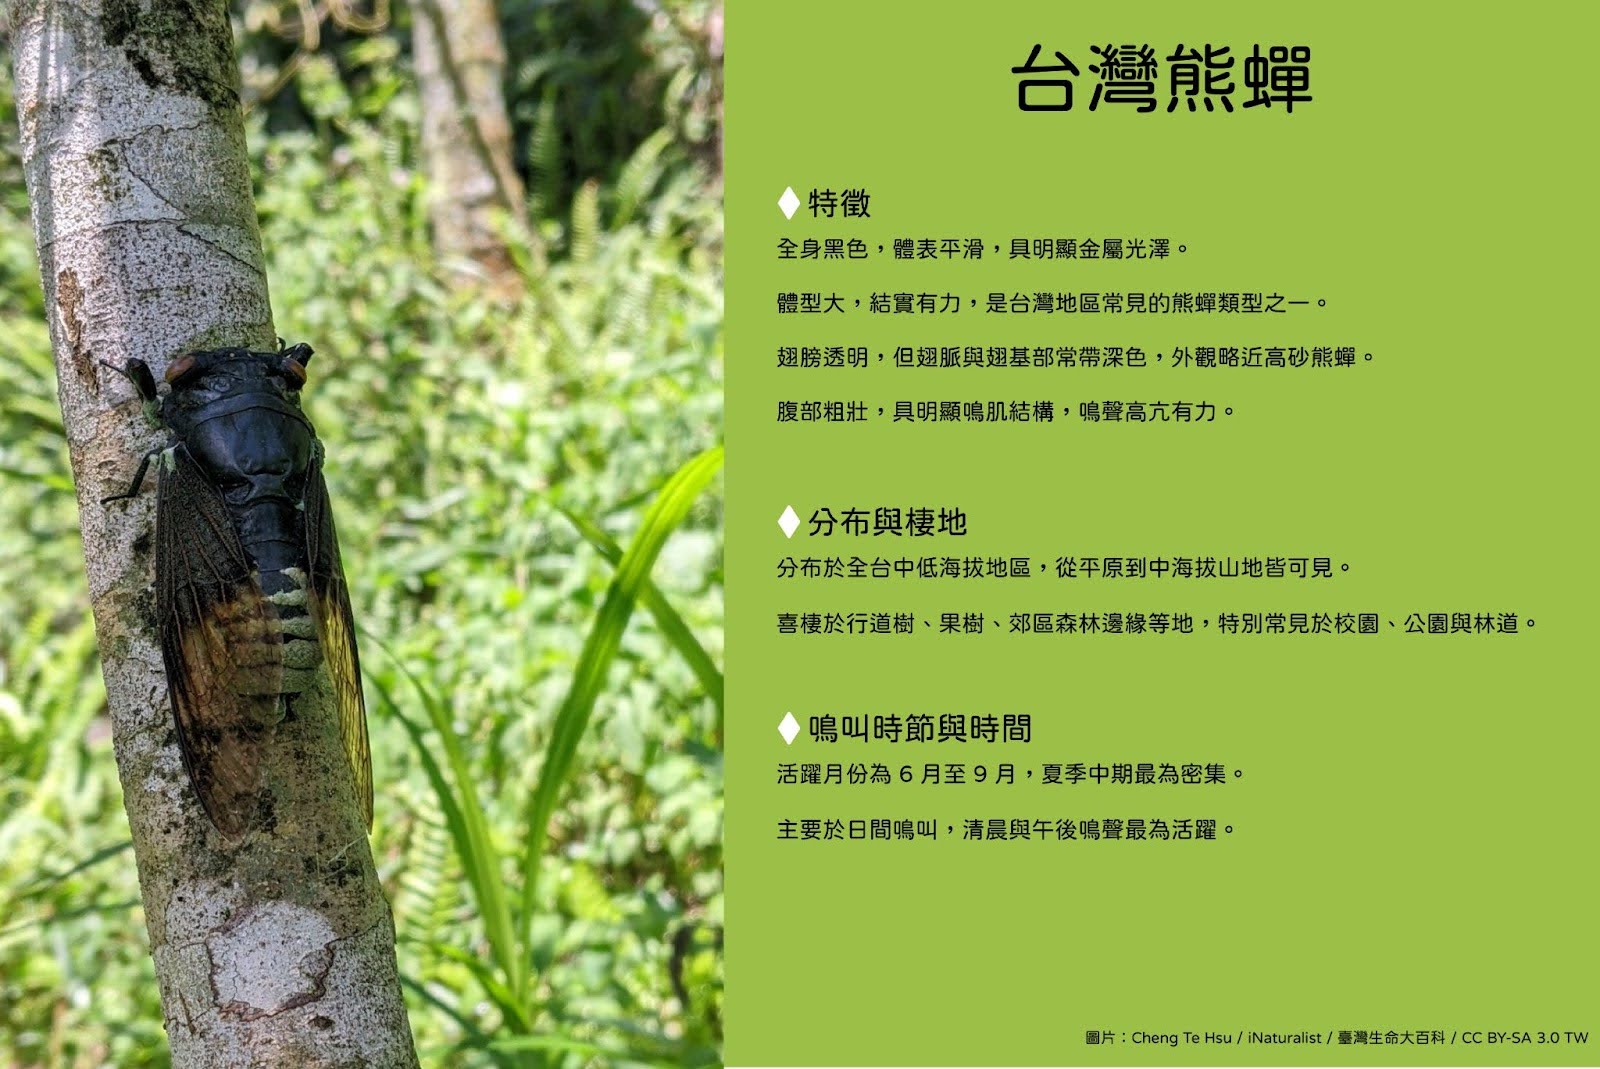 台灣熊蟬
特徵
全身黑色，體表平滑，具明顯金屬光澤。
體型大，結實有力，是台灣地區常見的熊蟬類型之一。
翅膀透明，但翅脈與翅基部常帶深色，外觀略近高砂熊蟬。
腹部粗壯，具明顯鳴肌結構，鳴聲高亢有力。
分布與棲地
分布於全台中低海拔地區，從平原到中海拔山地皆可見。
喜棲於行道樹、果樹、郊區森林邊緣等地，特別常見於校園、公園與林道。
鳴叫時節與時間
活躍月份為 6 月至 9 月，夏季中期最為密集。
主要於日間鳴叫，清晨與午後鳴聲最為活躍。
圖片：Cheng Te Hsu / iNaturalist / 臺灣生命大百科 / CC BY-SA 3.0 TW